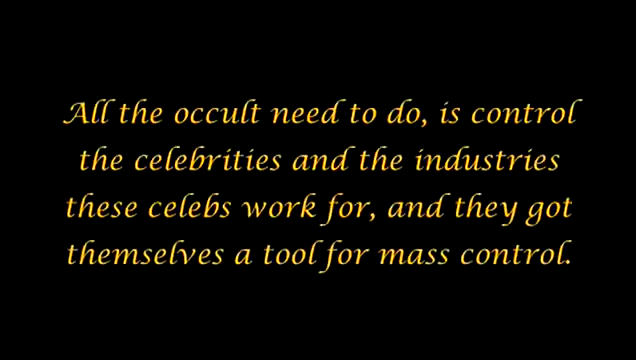 All the occult need to do, is control
the celebrities and the industries
these celebs work for, and they got
themselves a tool for mass control.